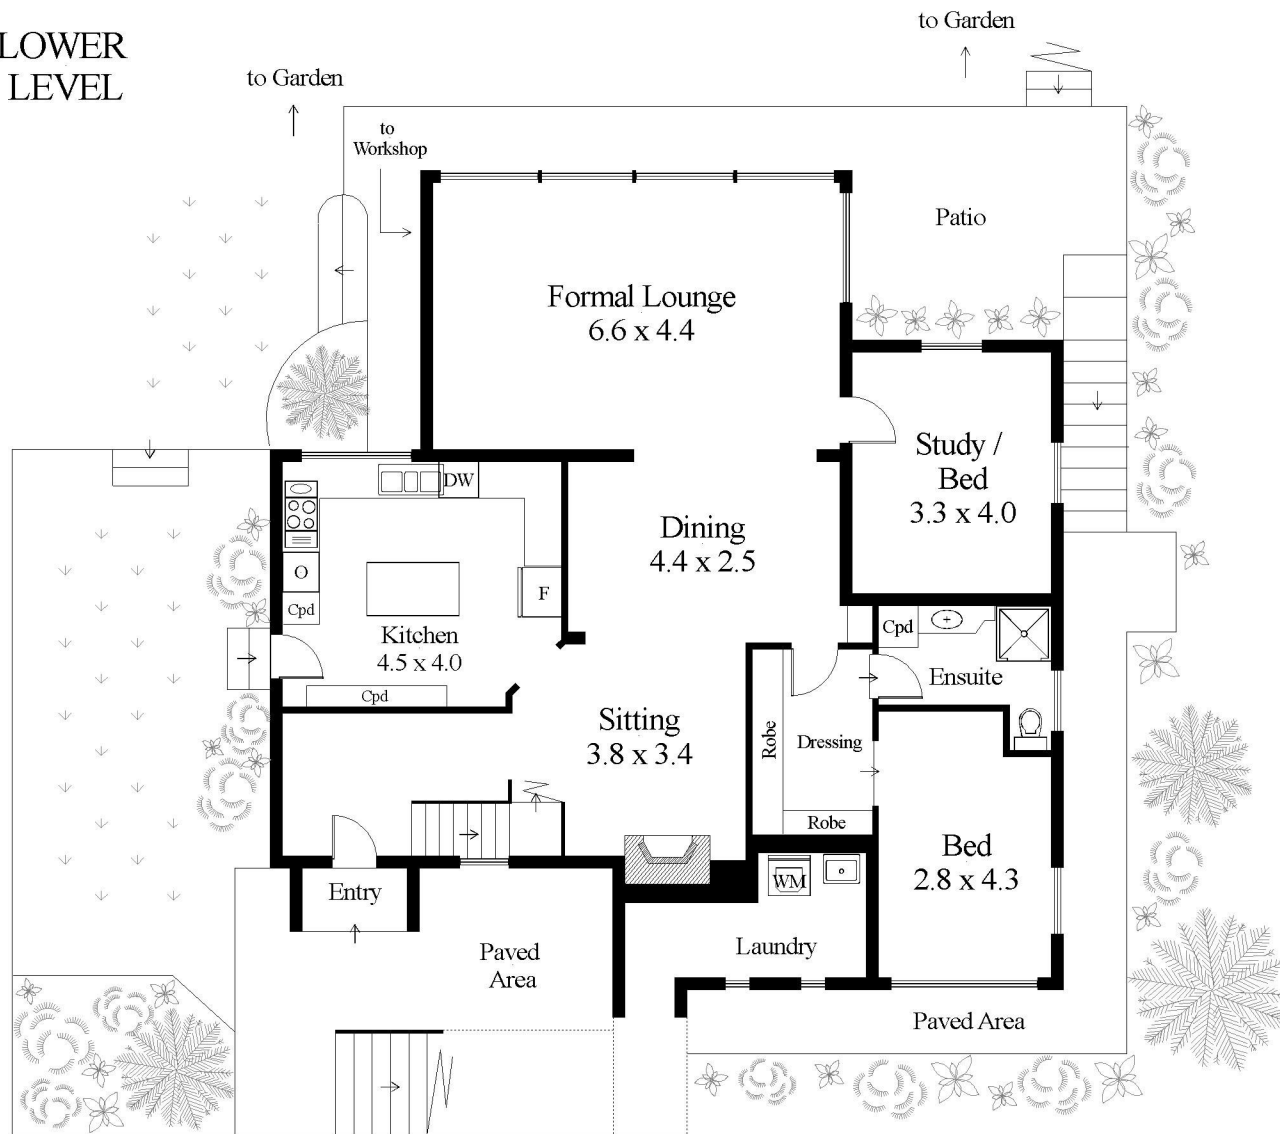 LOWER
LEVEL
to Garden
to Garden
to
Workshop
Patio
Formal Lounge
6.6 x 4.4
Study /
Bed
3.3 x 4.0
DW
Dining
4.4 x 2.5
O
F
Cpd
Kitchen
4.5 x 4.0
Cpd
Cpd
Ensuite
Sitting
3.8 x 3.4
Robe
Dressing
Robe
Bed
2.8 x 4.3
WM
Entry
Laundry
Paved
Area
Paved Area